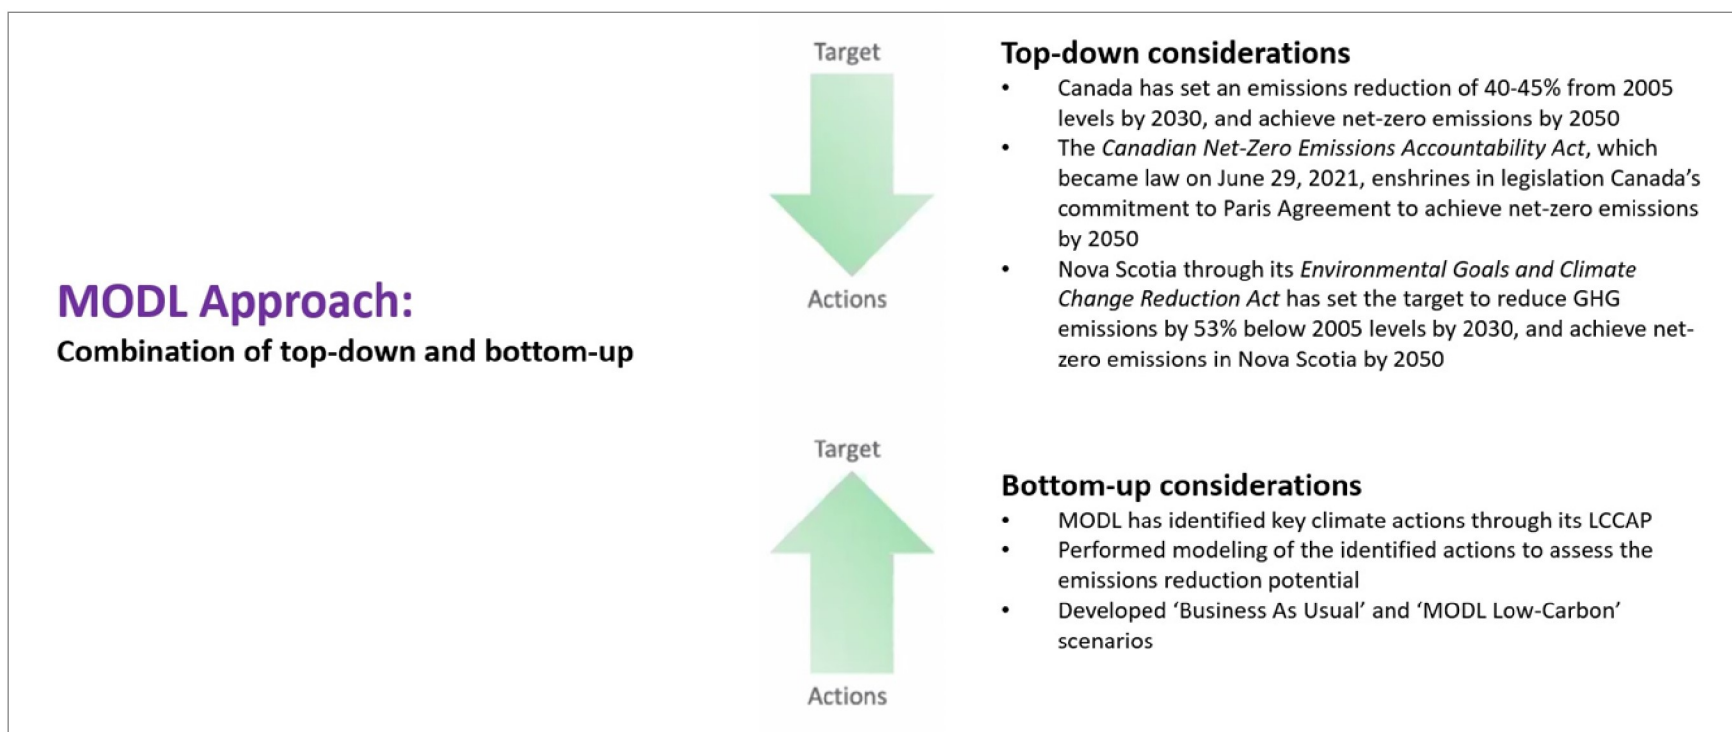 MODL Approach:
Combination of top-down and bottom-up
Target
Actions
Top-down considerations
• Canada has set an emissions reduction of 40-45% from 2005
levels by 2030, and achieve net-zero emissions by 2050
• The Canadian Net-Zero Emissions Accountability Act, which
became law on June 29, 2021, enshrines in legislation Canada's
commitment to Paris Agreement to achieve net-zero emissions
by 2050
• Nova Scotia through its Environmental Goals and Climate
Change Reduction Act has set the target to reduce GHG
emissions by 53% below 2005 levels by 2030, and achieve net-
zero emissions in Nova Scotia by 2050
Target
Actions
Bottom-up considerations
• MODL has identified key climate actions through its LCCAP
• Performed modeling of the identified actions to assess the
emissions reduction potential
• Developed ‘Business As Usual’ and ‘MODL Low-Carbon’
scenarios